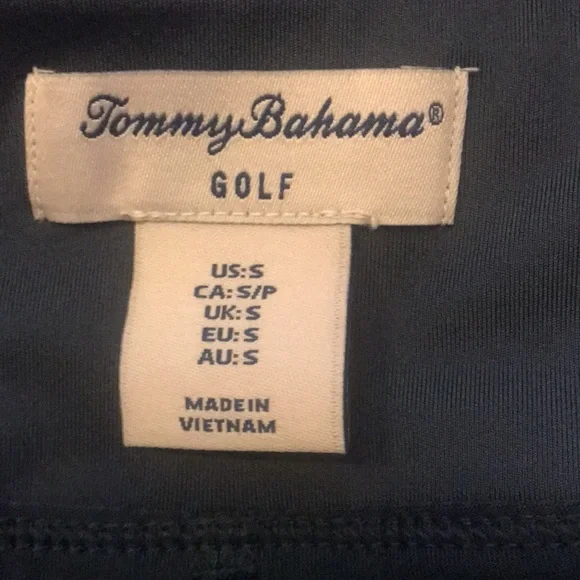 Tommy Bahama®
GOLF
US:S
CA:S/P
UK:S
EU:S
AU:S
MADE IN
VIETNAM